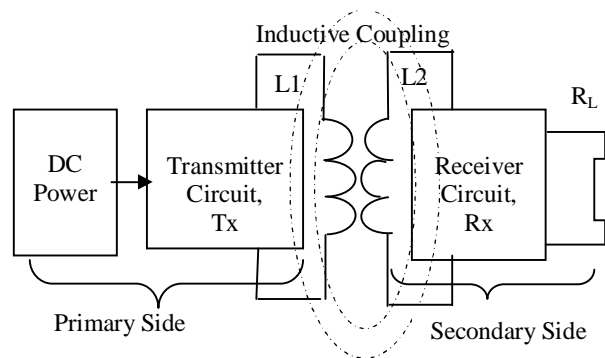 Inductive Coupling
L1
L2
R_L
DC
Power
Transmitter
Circuit,
Tx
Receiver
Circuit,
Rx
Primary Side
Secondary Side